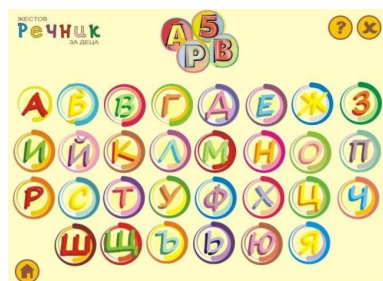 ЖЕСТОВ
Речник
ЗА ДЕЦА
А Б
Р В
?
X
А Б В Г Д Е Ж З
И Й К Л М Н О П
Р С Т У Ф Х Ц Ч
Ш Щ Ъ Ь Ю Я